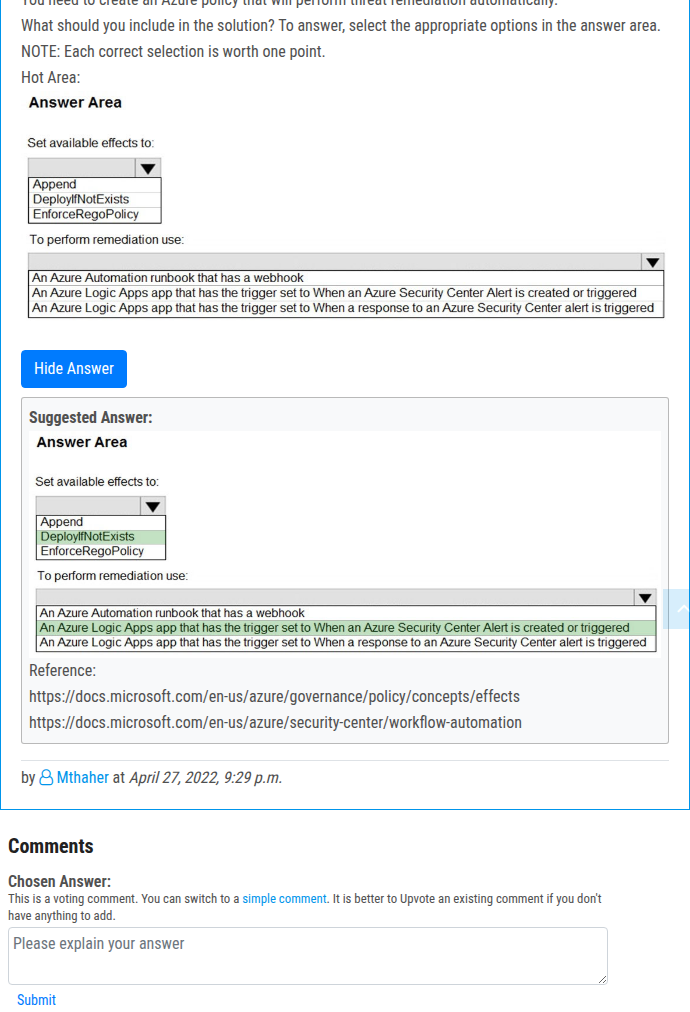 You need to create an Azure policy that will perform threat remediation automatically.
What should you include in the solution? To answer, select the appropriate options in the answer area.
NOTE: Each correct selection is worth one point.
Hot Area:
Answer Area
Set available effects to:
Append
DeployIfNotExists
EnforceRegoPolicy
To perform remediation use:
An Azure Automation runbook that has a webhook
An Azure Logic Apps app that has the trigger set to When an Azure Security Center Alert is created or triggered
An Azure Logic Apps app that has the trigger set to When a response to an Azure Security Center alert is triggered
Hide Answer
Suggested Answer:
Answer Area
Set available effects to:
Append
DeployIfNotExists
EnforceRegoPolicy
To perform remediation use:
An Azure Automation runbook that has a webhook
An Azure Logic Apps app that has the trigger set to When an Azure Security Center Alert is created or triggered
An Azure Logic Apps app that has the trigger set to When a response to an Azure Security Center alert is triggered
Reference:
https://docs.microsoft.com/en-us/azure/governance/policy/concepts/effects
https://docs.microsoft.com/en-us/azure/security-center/workflow-automation
by Mthaher at April 27, 2022, 9:29 p.m.
Comments
Chosen Answer:
This is a voting comment. You can switch to a simple comment. It is better to Upvote an existing comment if you don't
have anything to add.
Please explain your answer
Submit